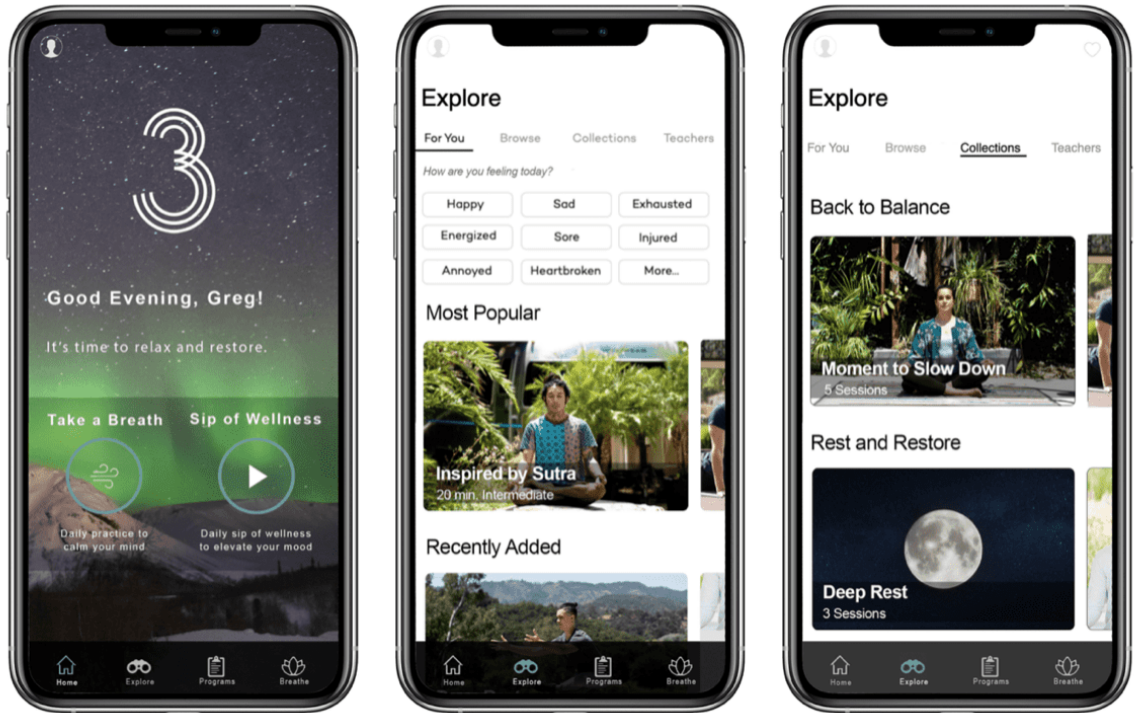 3
Good Evening, Greg!
It's time to relax and restore.
Take a Breath
Sip of Wellness
Daily practice to
calm your mind
Daily sip of wellness
to elevate your mood
Home
Explore
Programs
Breathe
Explore
For You
Browse
Collections
Teachers
How are you feeling today?
Happy
Sad
Exhausted
Energized
Sore
Injured
Annoyed
Heartbroken
More...
Most Popular
Inspired by Sutra
20 min, Intermediate
Recently Added
Home
Explore
Programs
Breathe
Explore
For You
Browse
Collections
Teachers
Back to Balance
Moment to Slow Down
5 Sessions
Rest and Restore
Deep Rest
3 Sessions
Home
Explore
Programs
Breathe